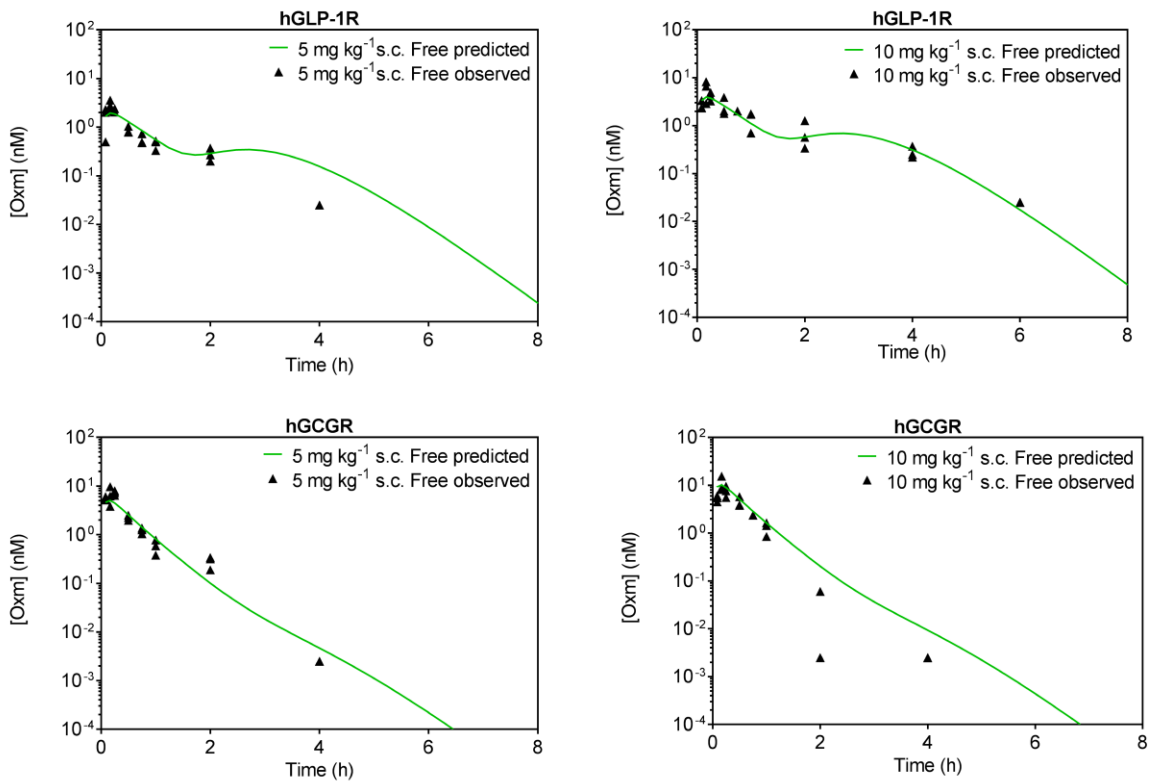 hGLP-1R
5 mg kg⁻¹ s.c. Free predicted
5 mg kg⁻¹ s.c. Free observed
[Oxm] (nM)
10²
10¹
10⁰
10⁻¹
10⁻²
10⁻³
10⁻⁴
0 2 4 6 8
Time (h)
hGLP-1R
10 mg kg⁻¹ s.c. Free predicted
10 mg kg⁻¹ s.c. Free observed
[Oxm] (nM)
10²
10¹
10⁰
10⁻¹
10⁻²
10⁻³
10⁻⁴
0 2 4 6 8
Time (h)
hGCGR
5 mg kg⁻¹ s.c. Free predicted
5 mg kg⁻¹ s.c. Free observed
[Oxm] (nM)
10²
10¹
10⁰
10⁻¹
10⁻²
10⁻³
10⁻⁴
0 2 4 6 8
Time (h)
hGCGR
10 mg kg⁻¹ s.c. Free predicted
10 mg kg⁻¹ s.c. Free observed
[Oxm] (nM)
10²
10¹
10⁰
10⁻¹
10⁻²
10⁻³
10⁻⁴
0 2 4 6 8
Time (h)